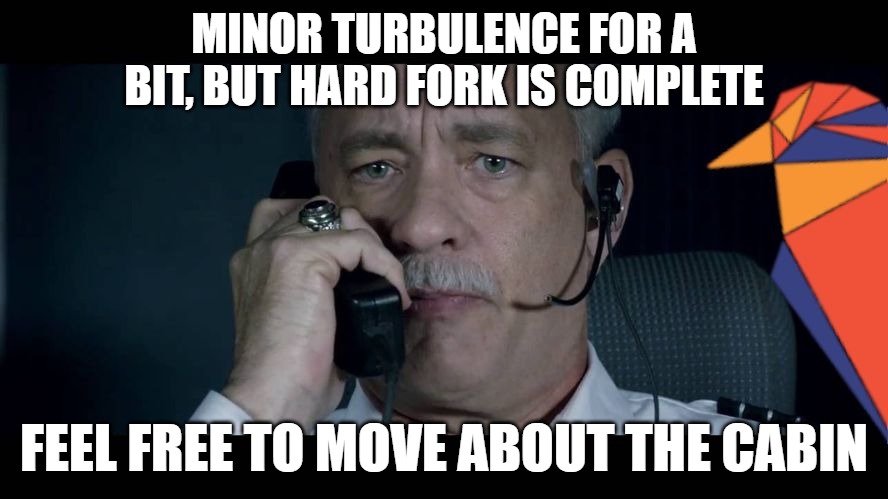 MINOR TURBULENCE FOR A
BIT, BUT HARD FORK IS COMPLETE
FEEL FREE TO MOVE ABOUT THE CABIN